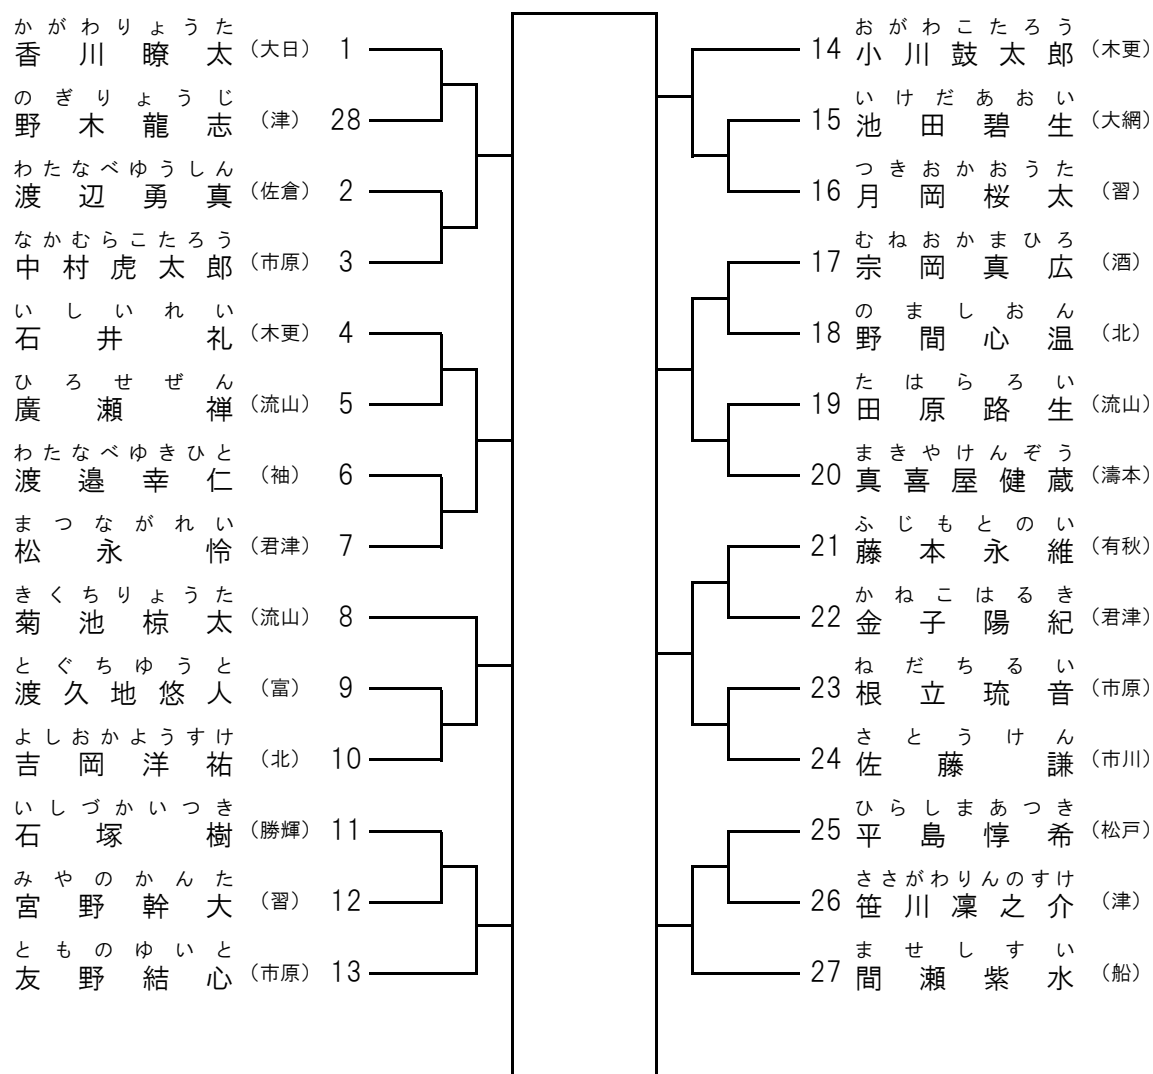 かがわりょうた
香川瞭太 (大日) 1
のぎりょうじ
野木龍志 (津) 28
わたなべゆうしん
渡辺勇真 (佐倉) 2
なかむらこたろう
中村虎太郎 (市原) 3
いしいれい
石井礼 (木更) 4
ひろせぜん
廣瀬禅 (流山) 5
わたなべゆきひと
渡邉幸仁 (袖) 6
まつながれい
松永怜 (君津) 7
きくちりょうた
菊池椋太 (流山) 8
とぐちゆうと
渡久地悠人 (富) 9
よしおかようすけ
吉岡洋祐 (北) 10
いしづかいつき
石塚樹 (勝輝) 11
みやのかんた
宮野幹大 (習) 12
とものゆいと
友野結心 (市原) 13
おがわこたろう
14 小川鼓太郎 (木更)
いけだあおい
15 池田碧生 (大網)
つきおかおうた
16 月岡桜太 (習)
むねおかまひろ
17 宗岡真広 (酒)
のましおん
18 野間心温 (北)
たはらろい
19 田原路生 (流山)
まきやけんぞう
20 真喜屋健蔵 (濤本)
ふじもとのい
21 藤本永維 (有秋)
かねこはるき
22 金子陽紀 (君津)
ねだちるい
23 根立琉音 (市原)
さとうけん
24 佐藤謙 (市川)
ひらしまあつき
25 平島惇希 (松戸)
ささがわりんのすけ
26 笹川凜之介 (津)
ませしすい
27 間瀬紫水 (船)